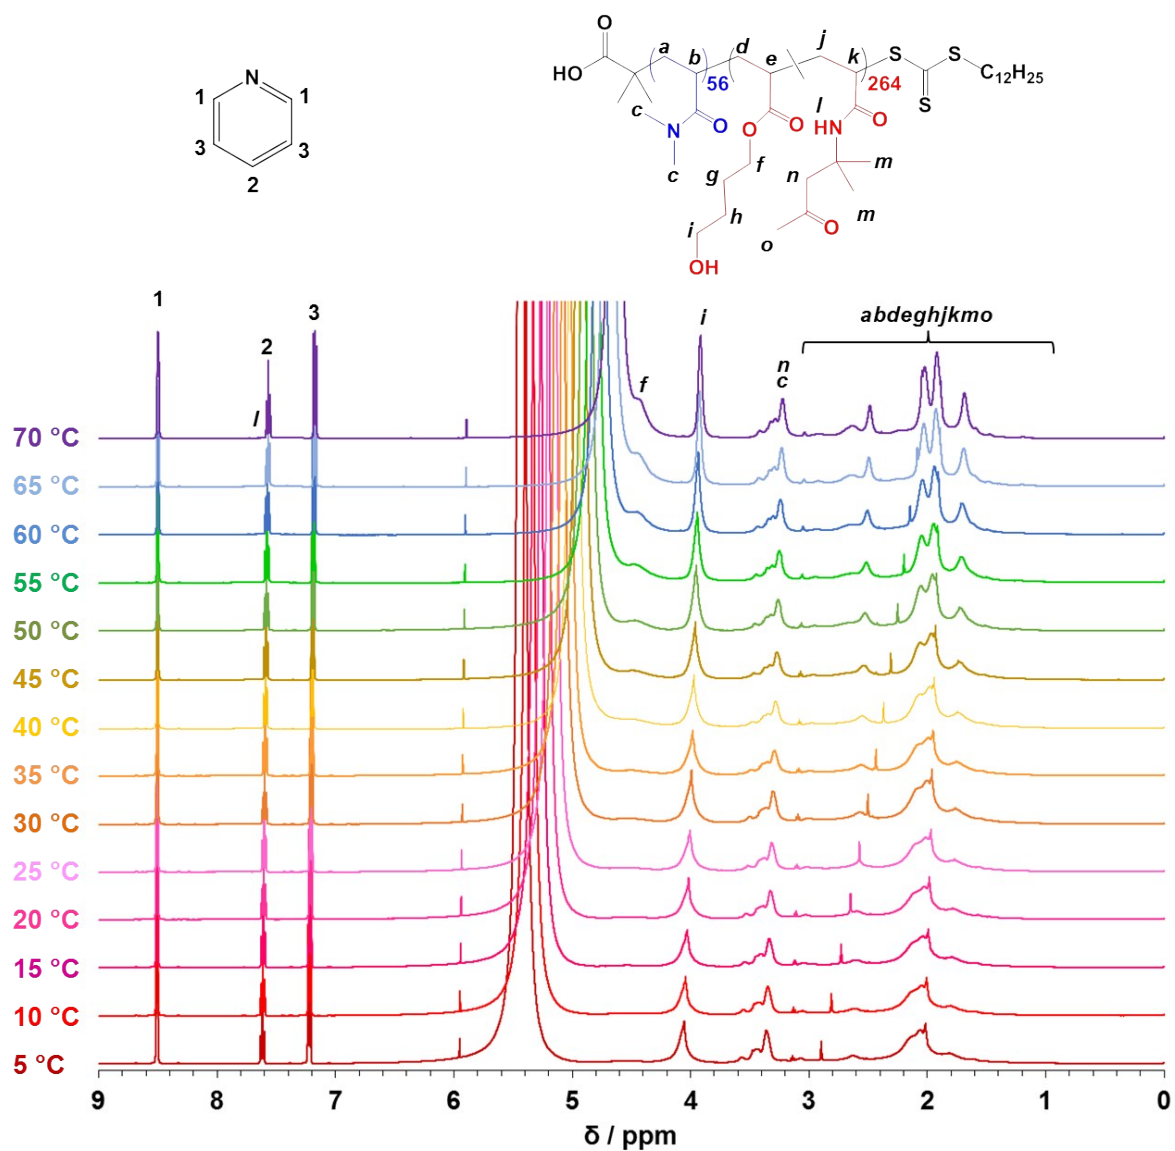 N
1 1
3 3
2
O
HO
a b
56
d e
j k
264
S S
C12H25
S
c
N O
c
O O
f
g
h
i
OH
l
HN O
m
n
m
o O
1
2
3
l
f
i
n
c
abdeghjkmo
70 °C
65 °C
60 °C
55 °C
50 °C
45 °C
40 °C
35 °C
30 °C
25 °C
20 °C
15 °C
10 °C
5 °C
9 8 7 6 5 4 3 2 1 0
δ / ppm